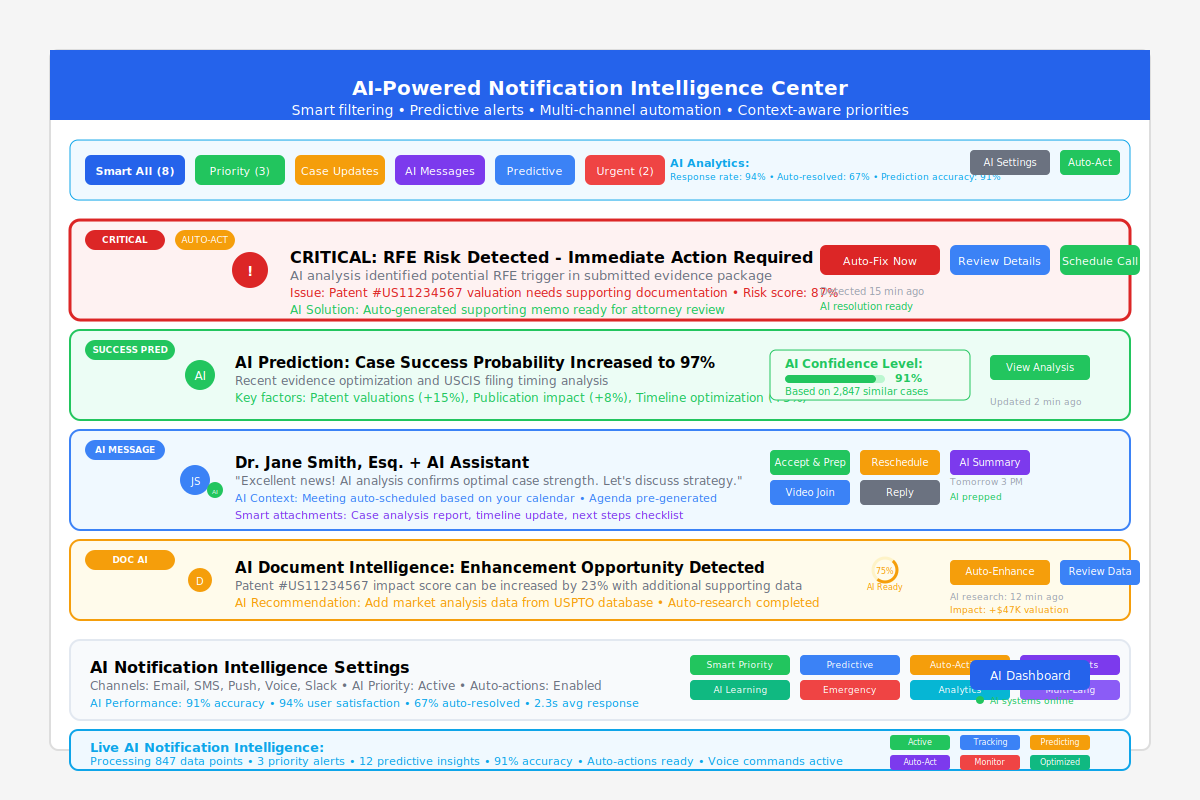 AI-Powered Notification Intelligence Center
Smart filtering • Predictive alerts • Multi-channel automation • Context-aware priorities
Smart All (8)
Priority (3)
Case Updates
AI Messages
Predictive
Urgent (2)
AI Analytics:
Response rate: 94% • Auto-resolved: 67% • Prediction accuracy: 91%
AI Settings
Auto-Act
CRITICAL
AUTO-ACT
!
CRITICAL: RFE Risk Detected - Immediate Action Required
AI analysis identified potential RFE trigger in submitted evidence package
Issue: Patent #US11234567 valuation needs supporting documentation • Risk score: 87%
AI Solution: Auto-generated supporting memo ready for attorney review
Auto-Fix Now
Review Details
Schedule Call
Detected 15 min ago
AI resolution ready
SUCCESS PRED
AI
AI Prediction: Case Success Probability Increased to 97%
Recent evidence optimization and USCIS filing timing analysis
Key factors: Patent valuations (+15%), Publication impact (+8%), Timeline optimization
AI Confidence Level:
91%
Based on 2,847 similar cases
View Analysis
Updated 2 min ago
AI MESSAGE
JS
AI
Dr. Jane Smith, Esq. + AI Assistant
"Excellent news! AI analysis confirms optimal case strength. Let's discuss strategy."
AI Context: Meeting auto-scheduled based on your calendar • Agenda pre-generated
Smart attachments: Case analysis report, timeline update, next steps checklist
Accept & Prep
Reschedule
AI Summary
Video Join
Reply
Tomorrow 3 PM
AI prepped
DOC AI
D
AI Document Intelligence: Enhancement Opportunity Detected
Patent #US11234567 impact score can be increased by 23% with additional supporting data
AI Recommendation: Add market analysis data from USPTO database • Auto-research completed
75%
AI Ready
Auto-Enhance
Review Data
AI research: 12 min ago
Impact: +$47K valuation
AI Notification Intelligence Settings
Channels: Email, SMS, Push, Voice, Slack • AI Priority: Active • Auto-actions: Enabled
AI Performance: 91% accuracy • 94% user satisfaction • 67% auto-resolved • 2.3s avg response
Smart Priority
Predictive
AI Learning
Emergency
Analytics
Multi-Lang
AI Dashboard
AI systems online
Live AI Notification Intelligence:
Processing 847 data points • 3 priority alerts • 12 predictive insights • 91% accuracy • Auto-actions ready • Voice commands active
Active
Tracking
Predicting
Auto-Act
Monitor
Optimized